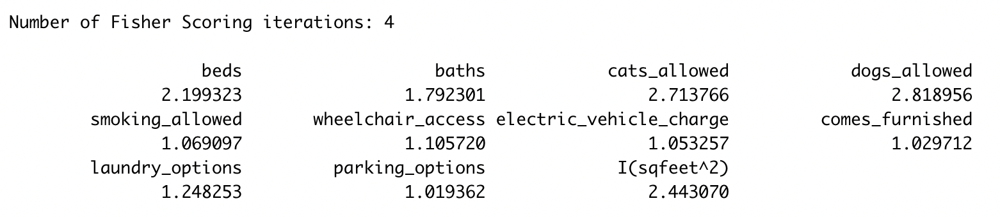 Number of Fisher Scoring iterations: 4
beds baths cats_allowed dogs_allowed
2.199323 1.792301 2.713766 2.818956
smoking_allowed wheelchair_access electric_vehicle_charge comes_furnished
1.069097 1.105720 1.053257 1.029712
laundry_options parking_options I(sqfeet^2)
1.248253 1.019362 2.443070